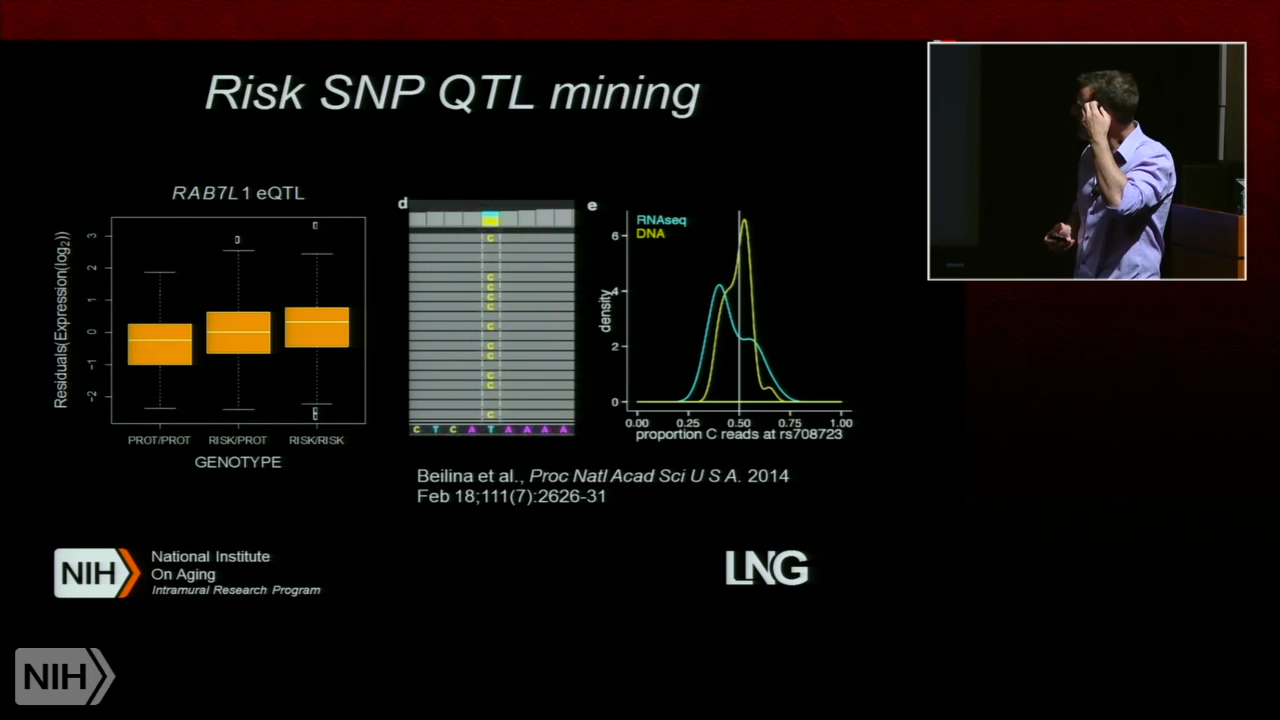 Risk SNP QTL mining
RAB7L1 eQTL
Residuals(Expression(log2))
3
2
1
0
-1
-2
PROT/PROT RISK/PROT RISK/RISK
GENOTYPE
d
C
C
C
C
C
C
C
C
C
C
C
C T C A T A A A A
e
RNAseq
DNA
density
6
4
2
0
0.00 0.25 0.50 0.75 1.00
proportion C reads at rs708723
Beilina et al., Proc Natl Acad Sci U S A. 2014
Feb 18;111(7):2626-31
NIH
National Institute
On Aging
Intramural Research Program
LNG
NIH